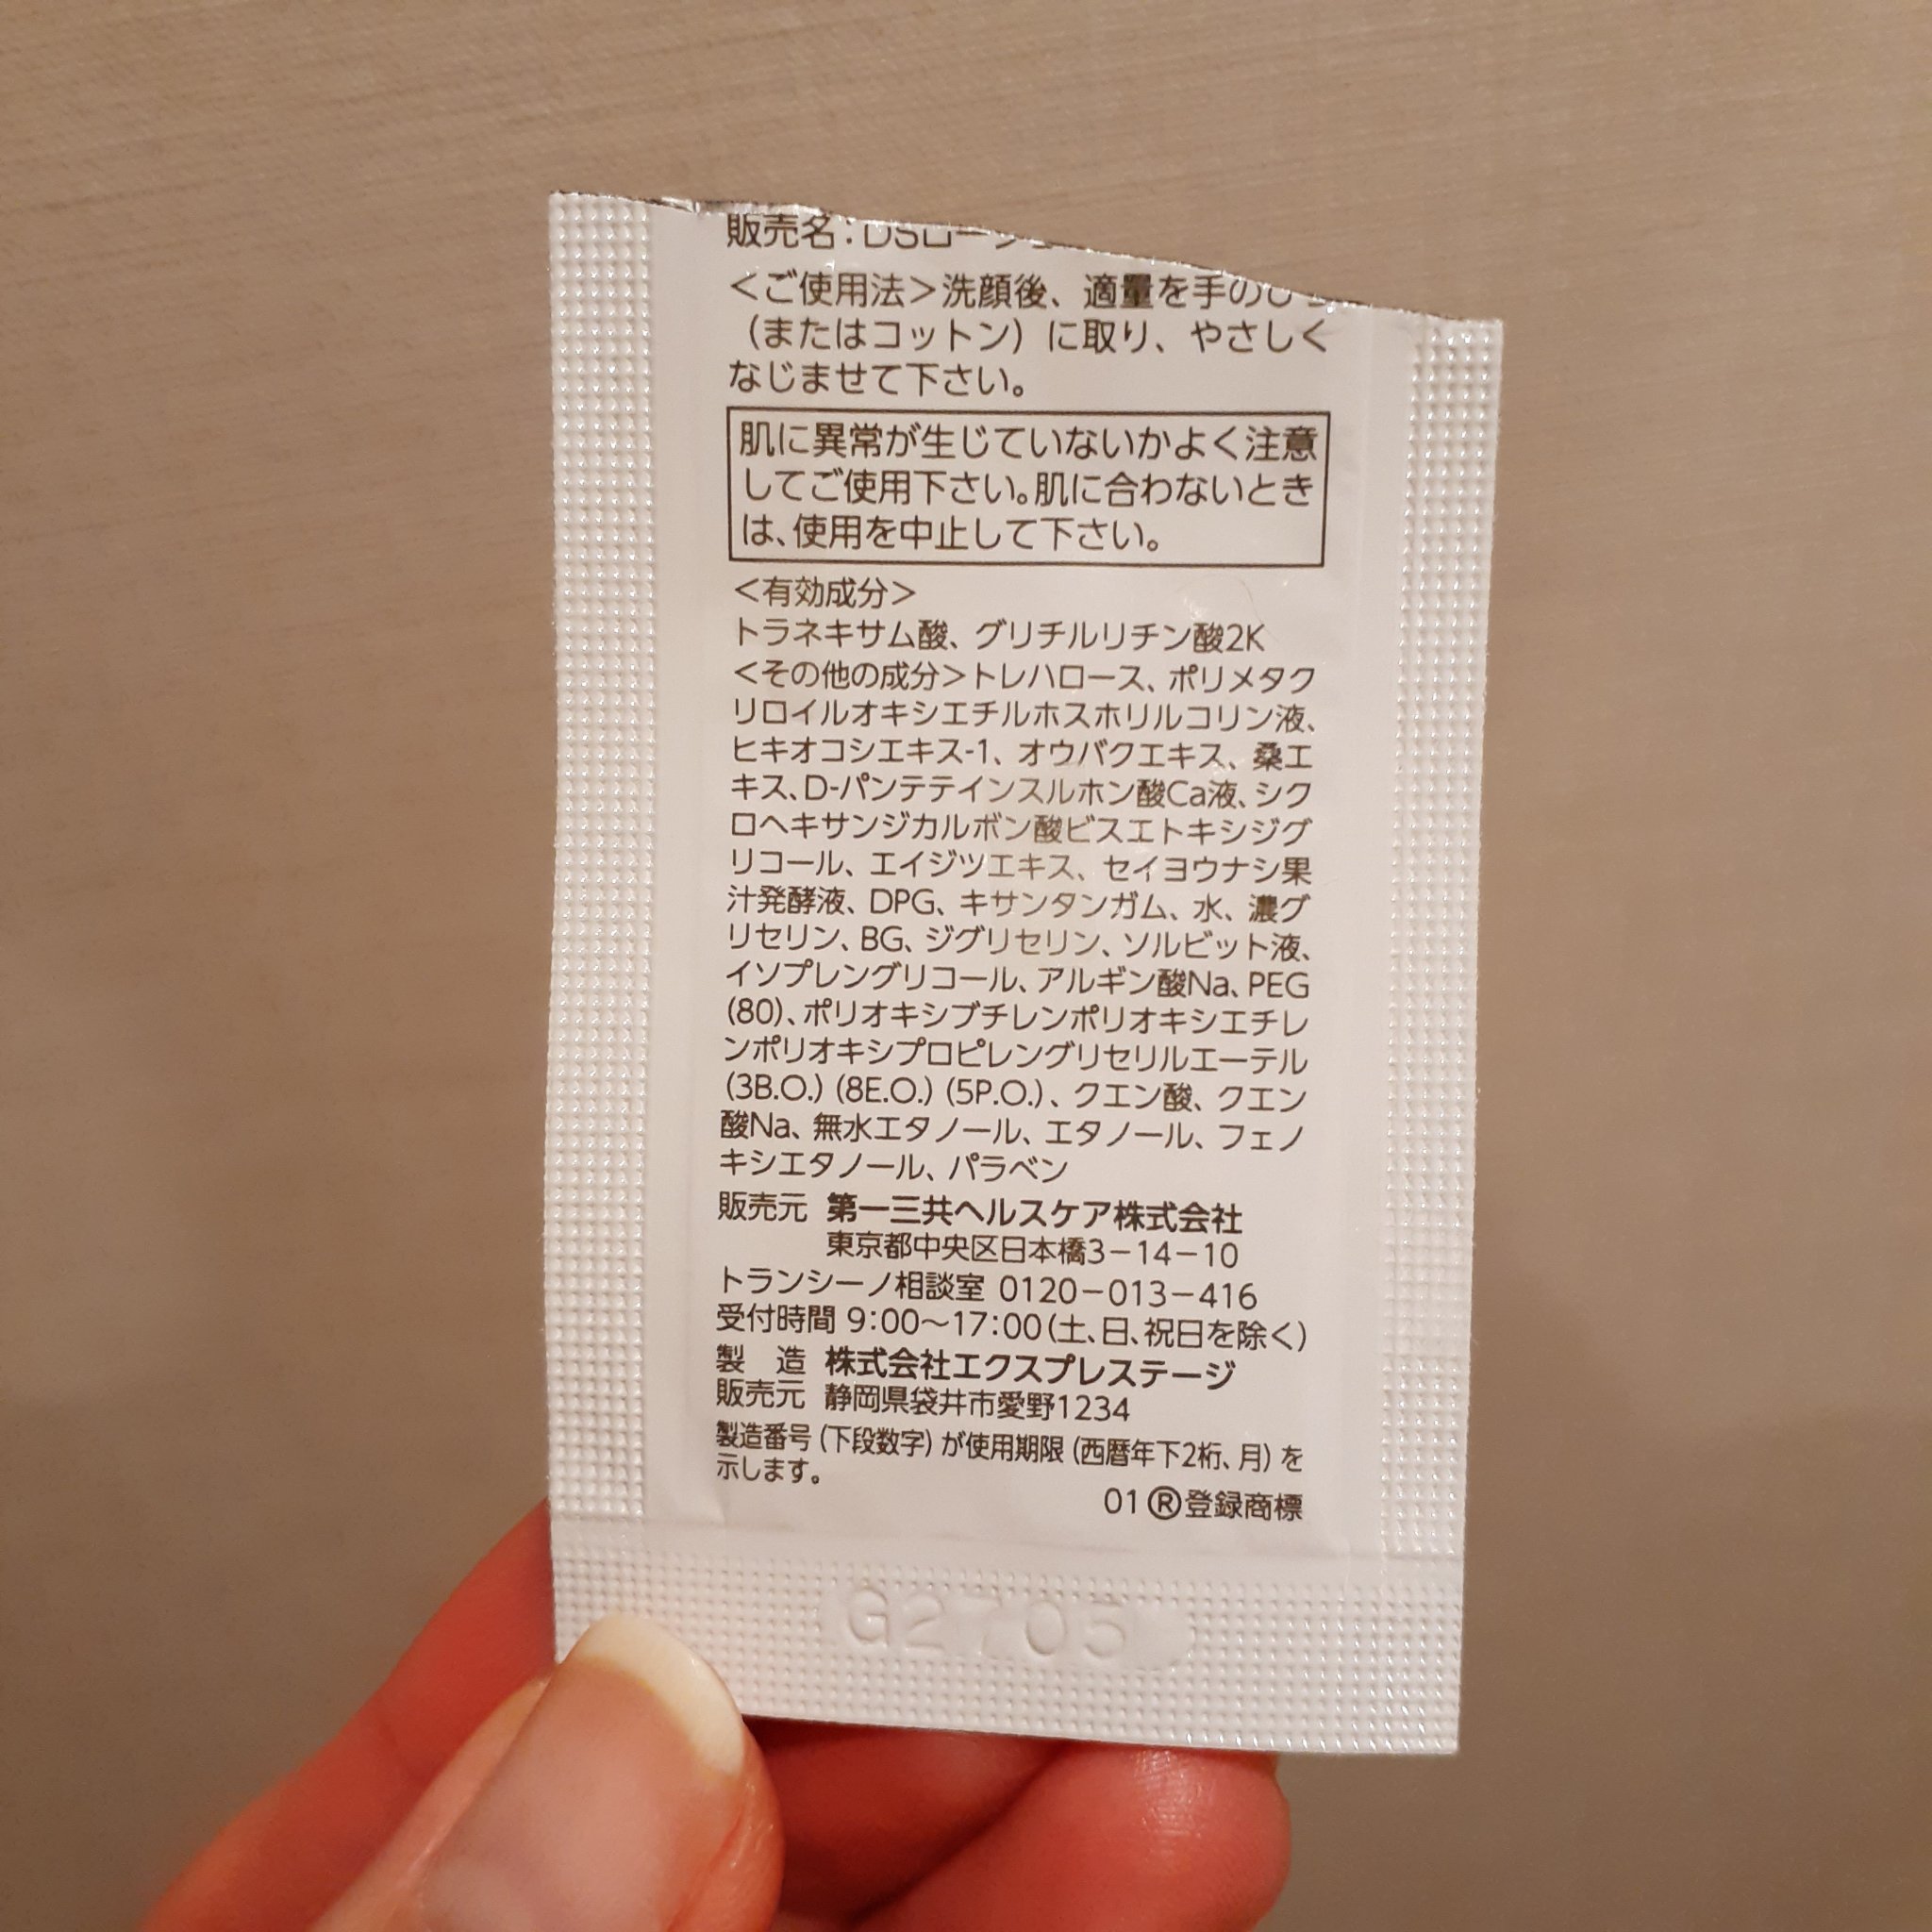 販売名：DSローショ
＜ご使用法＞洗顔後、適量を手のひら
（またはコットン）に取り、やさしく
なじませて下さい。
肌に異常が生じていないかよく注意
してご使用下さい。肌に合わないとき
は、使用を中止して下さい。
＜有効成分＞
トラネキサム酸、グリチルリチン酸2K
＜その他の成分＞トレハロース、ポリメタク
リロイルオキシエチルホスホリルコリン液、
ヒキオコシエキス-1、オウバクエキス、桑エ
キス、D-パンテテインスルホン酸Ca液、シク
ロヘキサンジカルボン酸ビスエトキシジグ
リコール、エイジツエキス、セイヨウナシ果
汁発酵液、DPG、キサンタンガム、水、濃グ
リセリン、BG、ジグリセリン、ソルビット液、
イソプレングリコール、アルギン酸Na、PEG
(80)、ポリオキシブチレンポリオキシエチレ
ンポリオキシプロピレングリセリルエーテル
(3B.O.) (8E.O.) (5P.O.)、クエン酸、クエン
酸Na、無水エタノール、エタノール、フェノ
キシエタノール、パラベン
販売元 第一三共ヘルスケア株式会社
東京都中央区日本橋3－14－10
トランシーノ相談室 0120－013－416
受付時間 9:00～17:00（土、日、祝日を除く）
製　造 株式会社エクスプレステージ
販売元 静岡県袋井市愛野1234
製造番号（下段数字）が使用期限（西暦年下2桁、月）を
示します。
01 ®登録商標
G2705